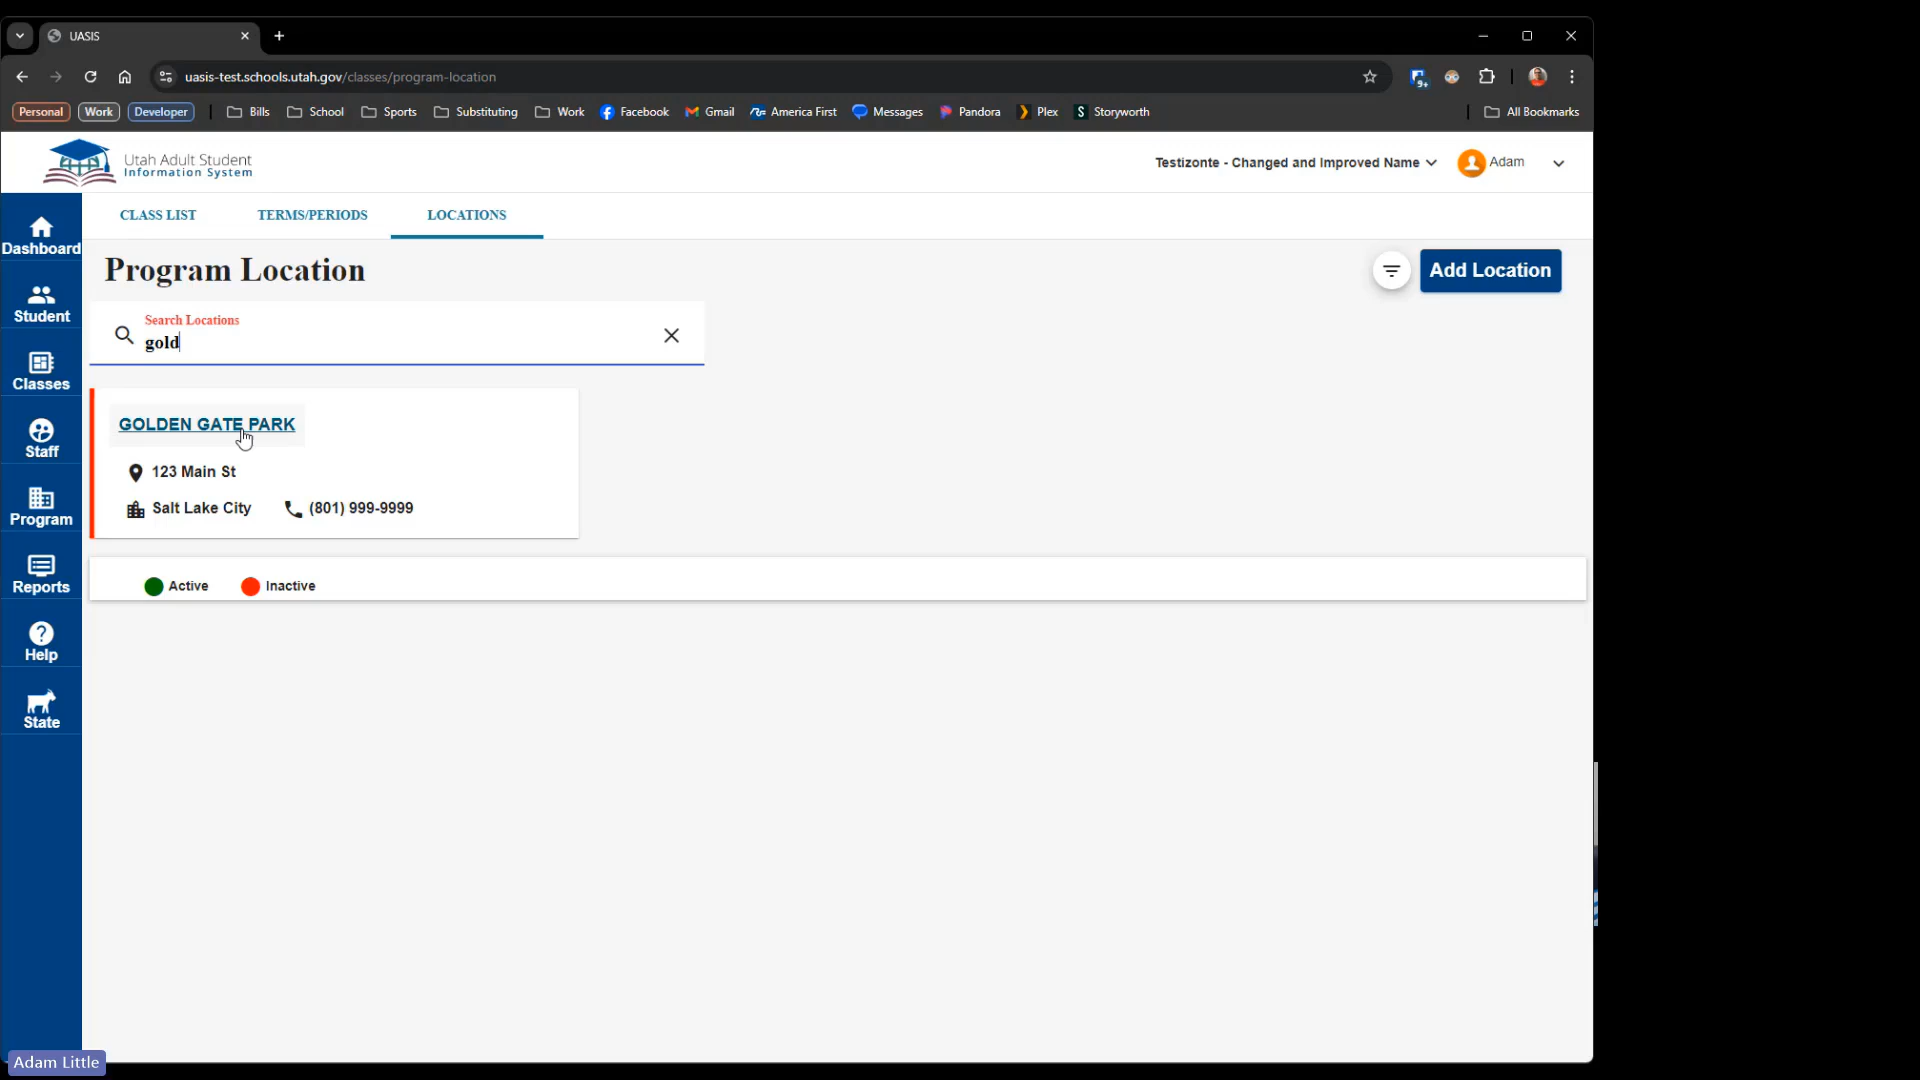 UASIS
uasis-test.schools.utah.gov/classes/program-location
9+
Personal Work Developer Bills School Sports Substituting Work Facebook Gmail America First Messages Pandora Plex Storyworth All Bookmarks
Utah Adult Student
Information System
Testizonte - Changed and Improved Name
Adam
CLASS LIST TERMS/PERIODS LOCATIONS
Dashboard
Student
Classes
Staff
Program
Reports
Help
State
Program Location
Add Location
Search Locations
gold
GOLDEN GATE PARK
123 Main St
Salt Lake City (801) 999-9999
Active Inactive
Adam Little